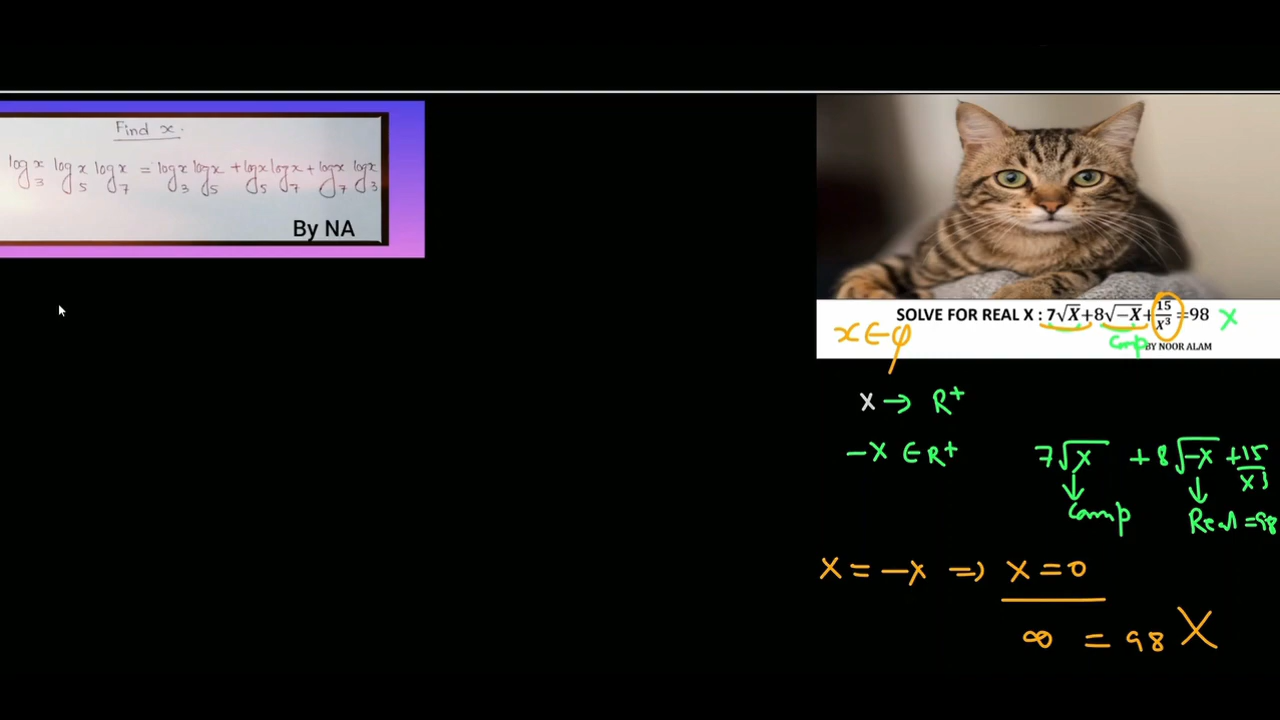 Find x.
log₃x log₅x log₇x = log₃x log₅x + log₅x log₇x + log₇x log₃x
By NA
SOLVE FOR REAL X : 7√X+8√−X+15/X³=98 X
Comp
BY NOOR ALAM
x ∈ φ
X → R⁺
−X ∈ R⁺
7√X + 8√−X + 15/X3
↓ Comp ↓ Real =98
X = −X ⇒ X = 0
∞ = 98 X